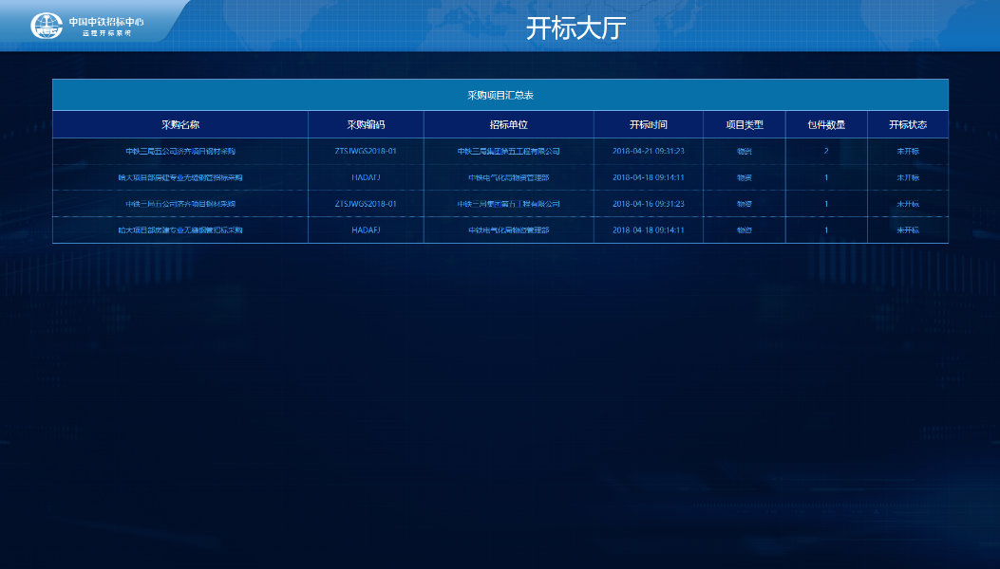 中国中铁招标中心
远程开标系统
开标大厅
采购项目汇总表
采购名称 采购编码 招标单位 开标时间 项目类型 包件数量 开标状态
中铁三局五公司济齐项目钢材采购 ZTSJWGS2018-01 中铁三局集团第五工程有限公司 2018-04-21 09:31:23 物资 2 未开标
哈大项目部房建专业无缝钢管招标采购 HADAFJ 中铁电气化局物资管理部 2018-04-18 09:14:11 物资 1 未开标
中铁三局五公司济齐项目钢材采购 ZTSJWGS2018-01 中铁三局集团第五工程有限公司 2018-04-16 09:31:23 物资 1 未开标
哈大项目部房建专业无缝钢管招标采购 HADAFJ 中铁电气化局物资管理部 2018-04-18 09:14:11 物资 1 未开标